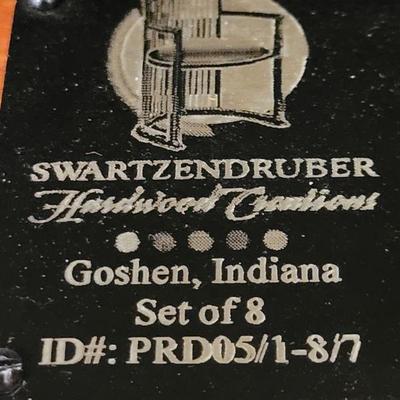 SWARTZENDRUBER
Hardwood Creations
Goshen, Indiana
Set of 8
ID#: PRD05/1-8/7